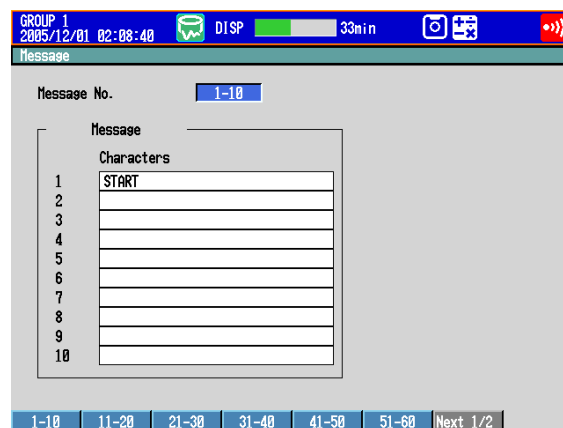 GROUP 1
2005/12/01 02:08:40 DISP 33min
Message
Message No. 1-10
Message
Characters
1 START
2
3
4
5
6
7
8
9
10
1-10 11-20 21-30 31-40 41-50 51-60 Next 1/2